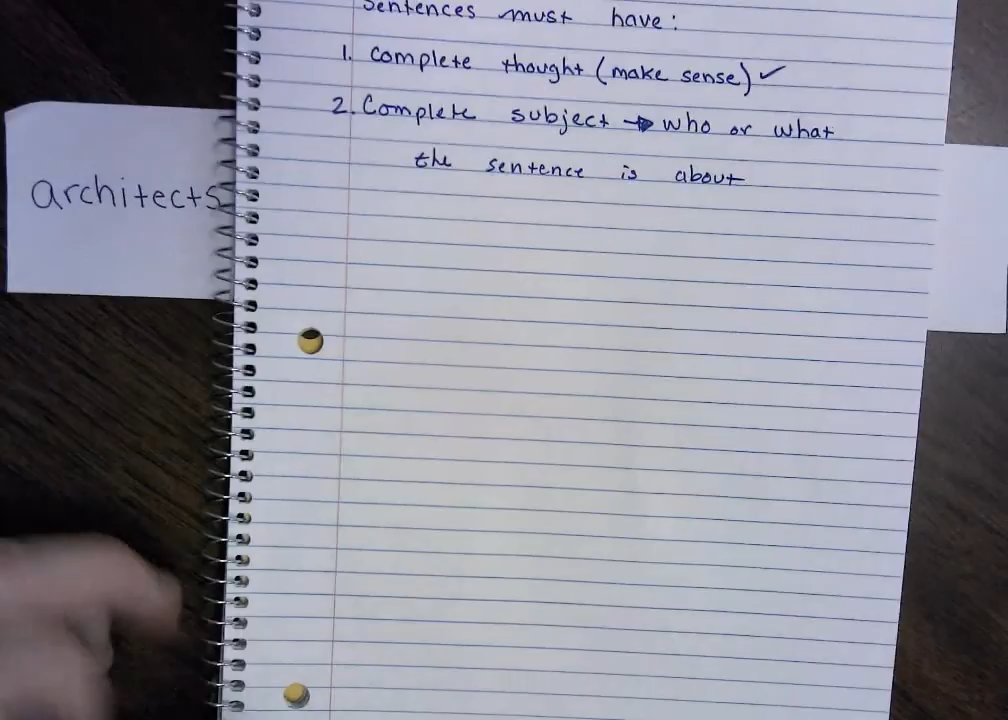 Sentences must have:
1. Complete thought (make sense) ✓
2. Complete subject → who or what
the sentence is about
architects